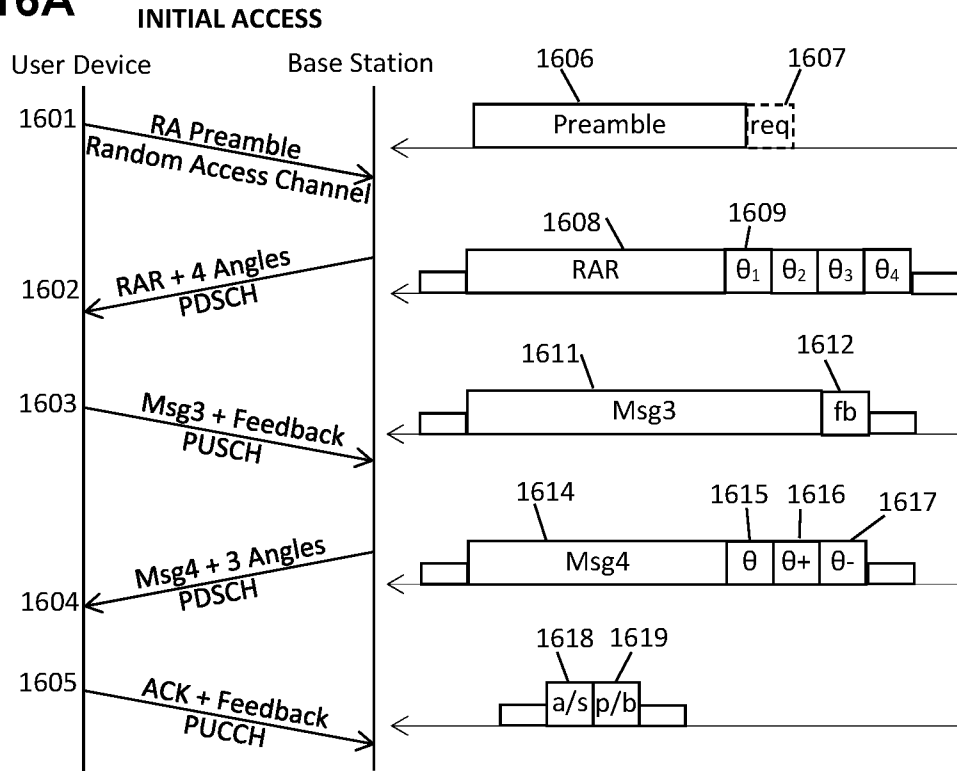 16A
INITIAL ACCESS
User Device
Base Station
1601
RA Preamble
Random Access Channel
1606
1607
Preamble
req
1602
RAR + 4 Angles
PDSCH
1608
1609
RAR
θ1
θ2
θ3
θ4
1603
Msg3 + Feedback
PUSCH
1611
1612
Msg3
fb
1604
Msg4 + 3 Angles
PDSCH
1614
1615
1616
1617
Msg4
θ
θ+
θ-
1605
ACK + Feedback
PUCCH
1618
1619
a/s
p/b